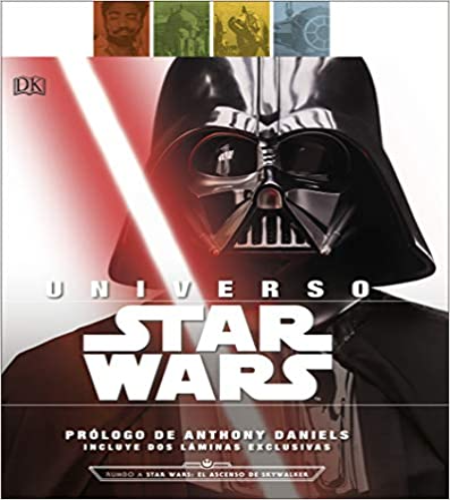 DK
UNIVERSO
STAR
WARS
PRÓLOGO DE ANTHONY DANIELS
INCLUYE DOS LÁMINAS EXCLUSIVAS
RUMBO A STAR WARS: EL ASCENSO DE SKYWALKER